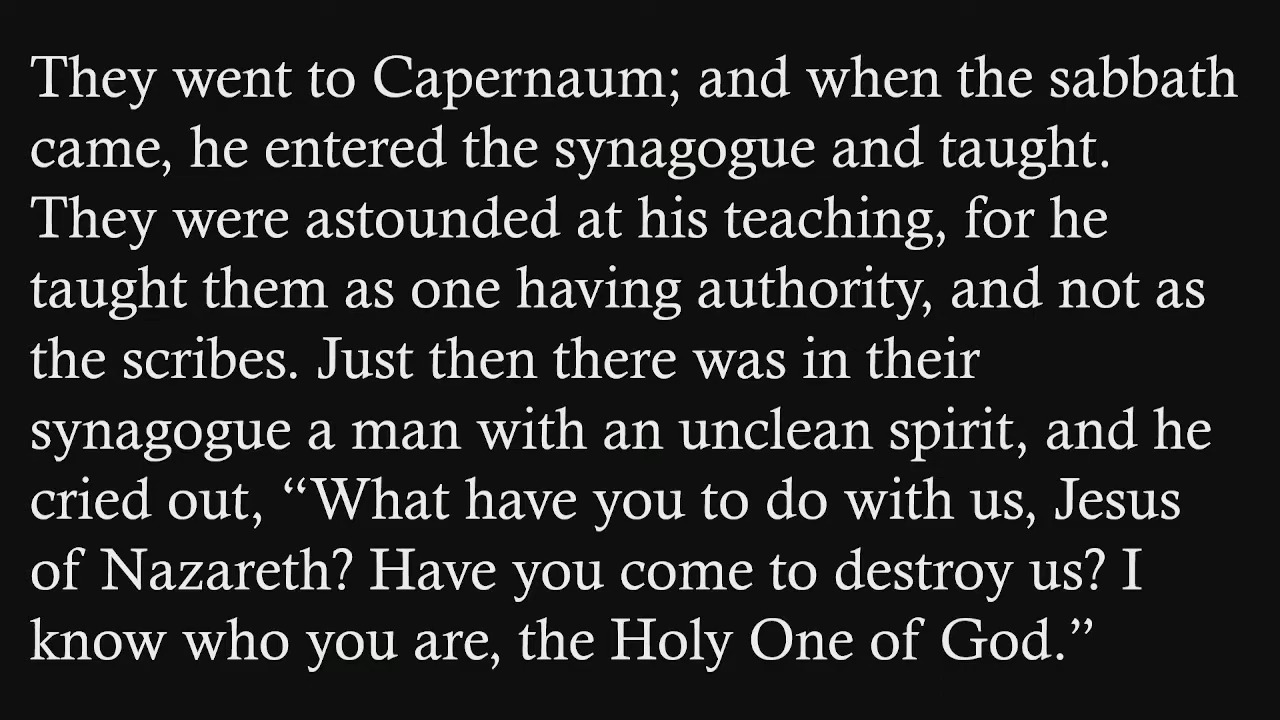 They went to Capernaum; and when the sabbath
came, he entered the synagogue and taught.
They were astounded at his teaching, for he
taught them as one having authority, and not as
the scribes. Just then there was in their
synagogue a man with an unclean spirit, and he
cried out, “What have you to do with us, Jesus
of Nazareth? Have you come to destroy us? I
know who you are, the Holy One of God.”